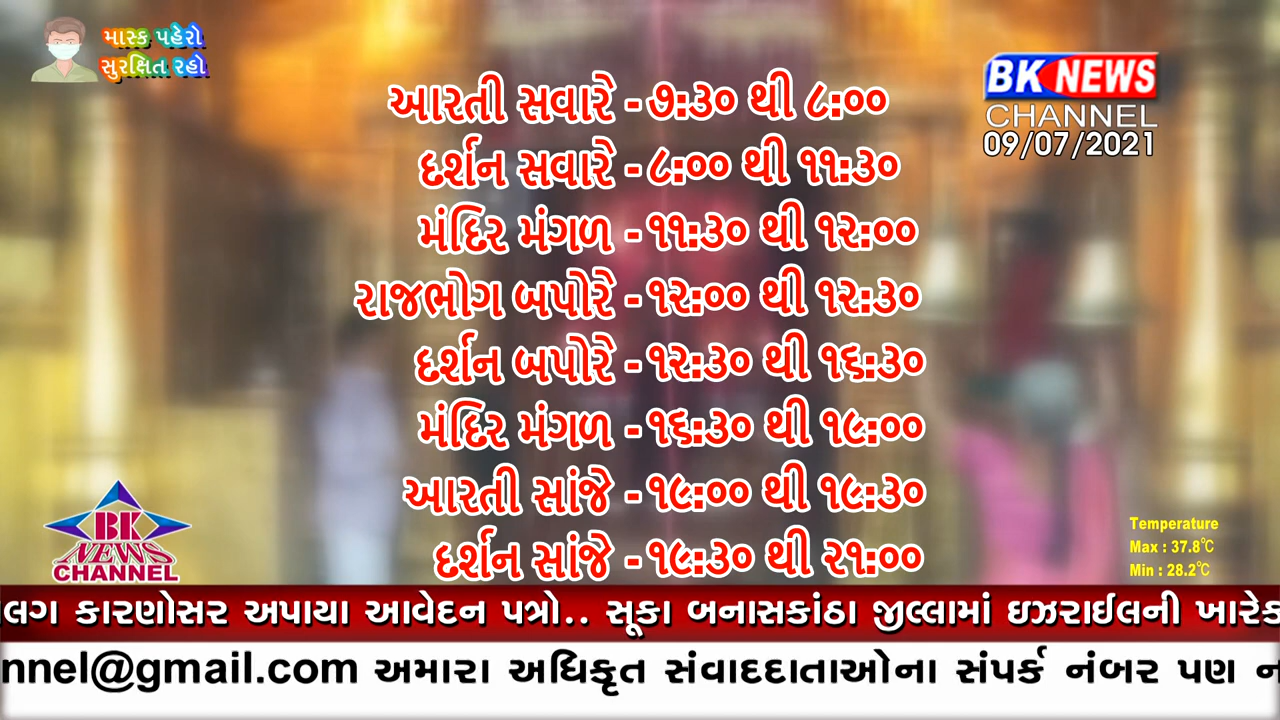 માસ્ક પહેરો
સુરક્ષિત રહો
BK NEWS
CHANNEL
09/07/2021
આરતી સવારે - ૭:૩૦ થી ૮:૦૦
દર્શન સવારે - ૮:૦૦ થી ૧૧:૩૦
મંદિર મંગળ - ૧૧:૩૦ થી ૧૨:૦૦
રાજભોગ બપોરે - ૧૨:૦૦ થી ૧૨:૩૦
દર્શન બપોરે - ૧૨:૩૦ થી ૧૬:૩૦
મંદિર મંગળ - ૧૬:૩૦ થી ૧૯:૦૦
આરતી સાંજે - ૧૯:૦૦ થી ૧૯:૩૦
દર્શન સાંજે - ૧૯:૩૦ થી ૨૧:૦૦
BK
NEWS
CHANNEL
Temperature
Max : 37.8℃
Min : 28.2℃
લગ કારણોસર અપાયા આવેદન પત્રો.. સૂકા બનાસકાંઠા જીલ્લામાં ઇઝરાઈલની ખારેક
nnel@gmail.com અમારા અધિકૃત સંવાદદાતાઓના સંપર્ક નંબર પણ ન